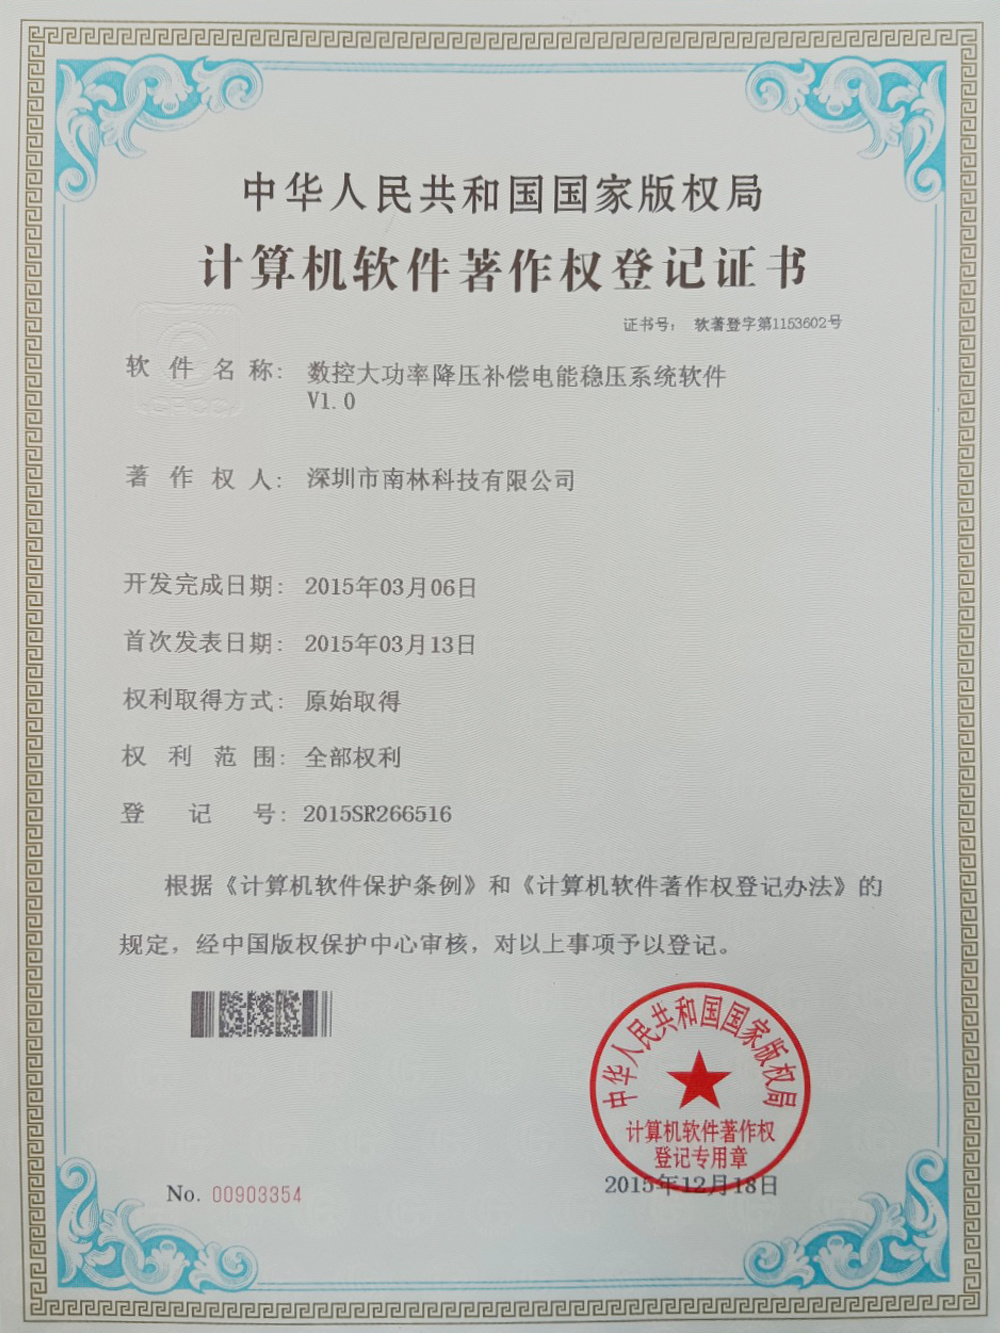 中华人民共和国国家版权局
计算机软件著作权登记证书
证书号： 软著登字第1153602号
软件名称： 数控大功率降压补偿电能稳压系统软件
V1.0
著作权人： 深圳市南林科技有限公司
开发完成日期： 2015年03月06日
首次发表日期： 2015年03月13日
权利取得方式： 原始取得
权利范围： 全部权利
登记号： 2015SR266516
根据《计算机软件保护条例》和《计算机软件著作权登记办法》的
规定，经中国版权保护中心审核，对以上事项予以登记。
中华人民共和国国家版权局
计算机软件著作权
登记专用章
No. 00903354
2015年12月18日